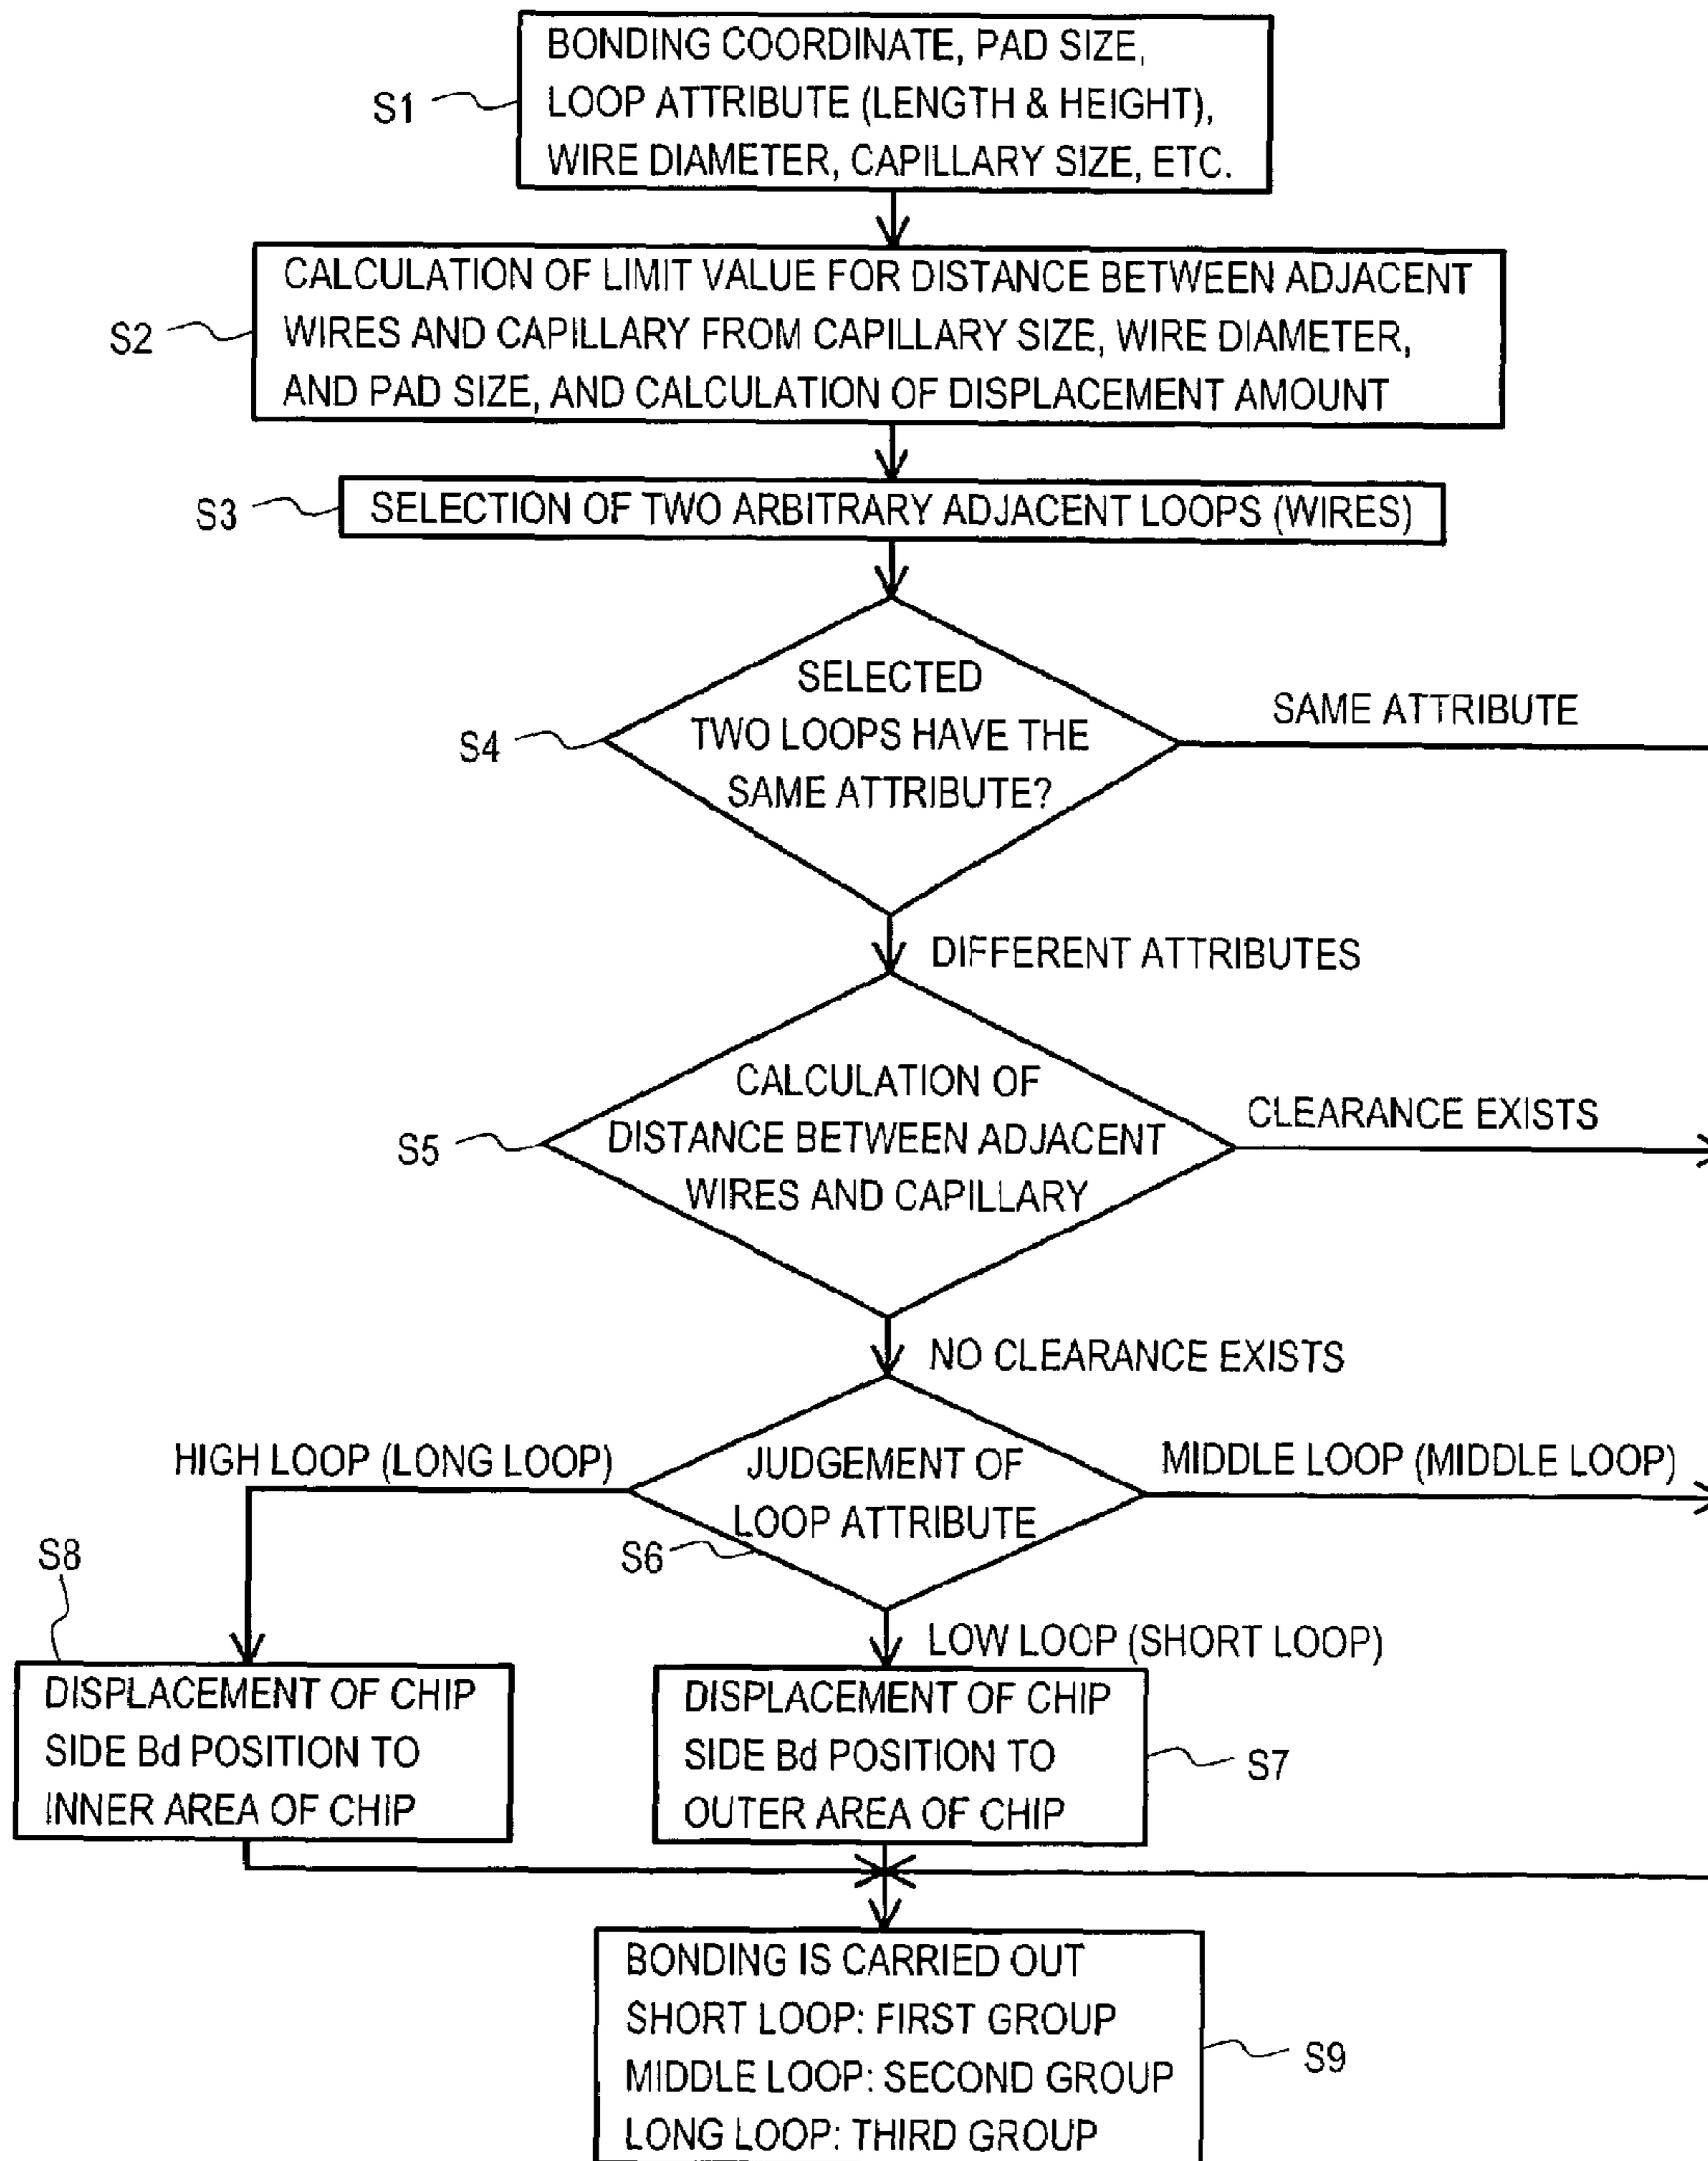 BONDING COORDINATE, PAD SIZE,
LOOP ATTRIBUTE (LENGTH & HEIGHT),
WIRE DIAMETER, CAPILLARY SIZE, ETC.
S1
CALCULATION OF LIMIT VALUE FOR DISTANCE BETWEEN ADJACENT
WIRES AND CAPILLARY FROM CAPILLARY SIZE, WIRE DIAMETER,
AND PAD SIZE, AND CALCULATION OF DISPLACEMENT AMOUNT
S2
S3
SELECTION OF TWO ARBITRARY ADJACENT LOOPS (WIRES)
SELECTED
TWO LOOPS HAVE THE
SAME ATTRIBUTE?
S4
SAME ATTRIBUTE
DIFFERENT ATTRIBUTES
CALCULATION OF
DISTANCE BETWEEN ADJACENT
WIRES AND CAPILLARY
S5
CLEARANCE EXISTS
NO CLEARANCE EXISTS
HIGH LOOP (LONG LOOP)
JUDGEMENT OF
LOOP ATTRIBUTE
S6
MIDDLE LOOP (MIDDLE LOOP)
LOW LOOP (SHORT LOOP)
S8
DISPLACEMENT OF CHIP
SIDE Bd POSITION TO
INNER AREA OF CHIP
DISPLACEMENT OF CHIP
SIDE Bd POSITION TO
OUTER AREA OF CHIP
S7
BONDING IS CARRIED OUT
SHORT LOOP: FIRST GROUP
MIDDLE LOOP: SECOND GROUP
LONG LOOP: THIRD GROUP
S9